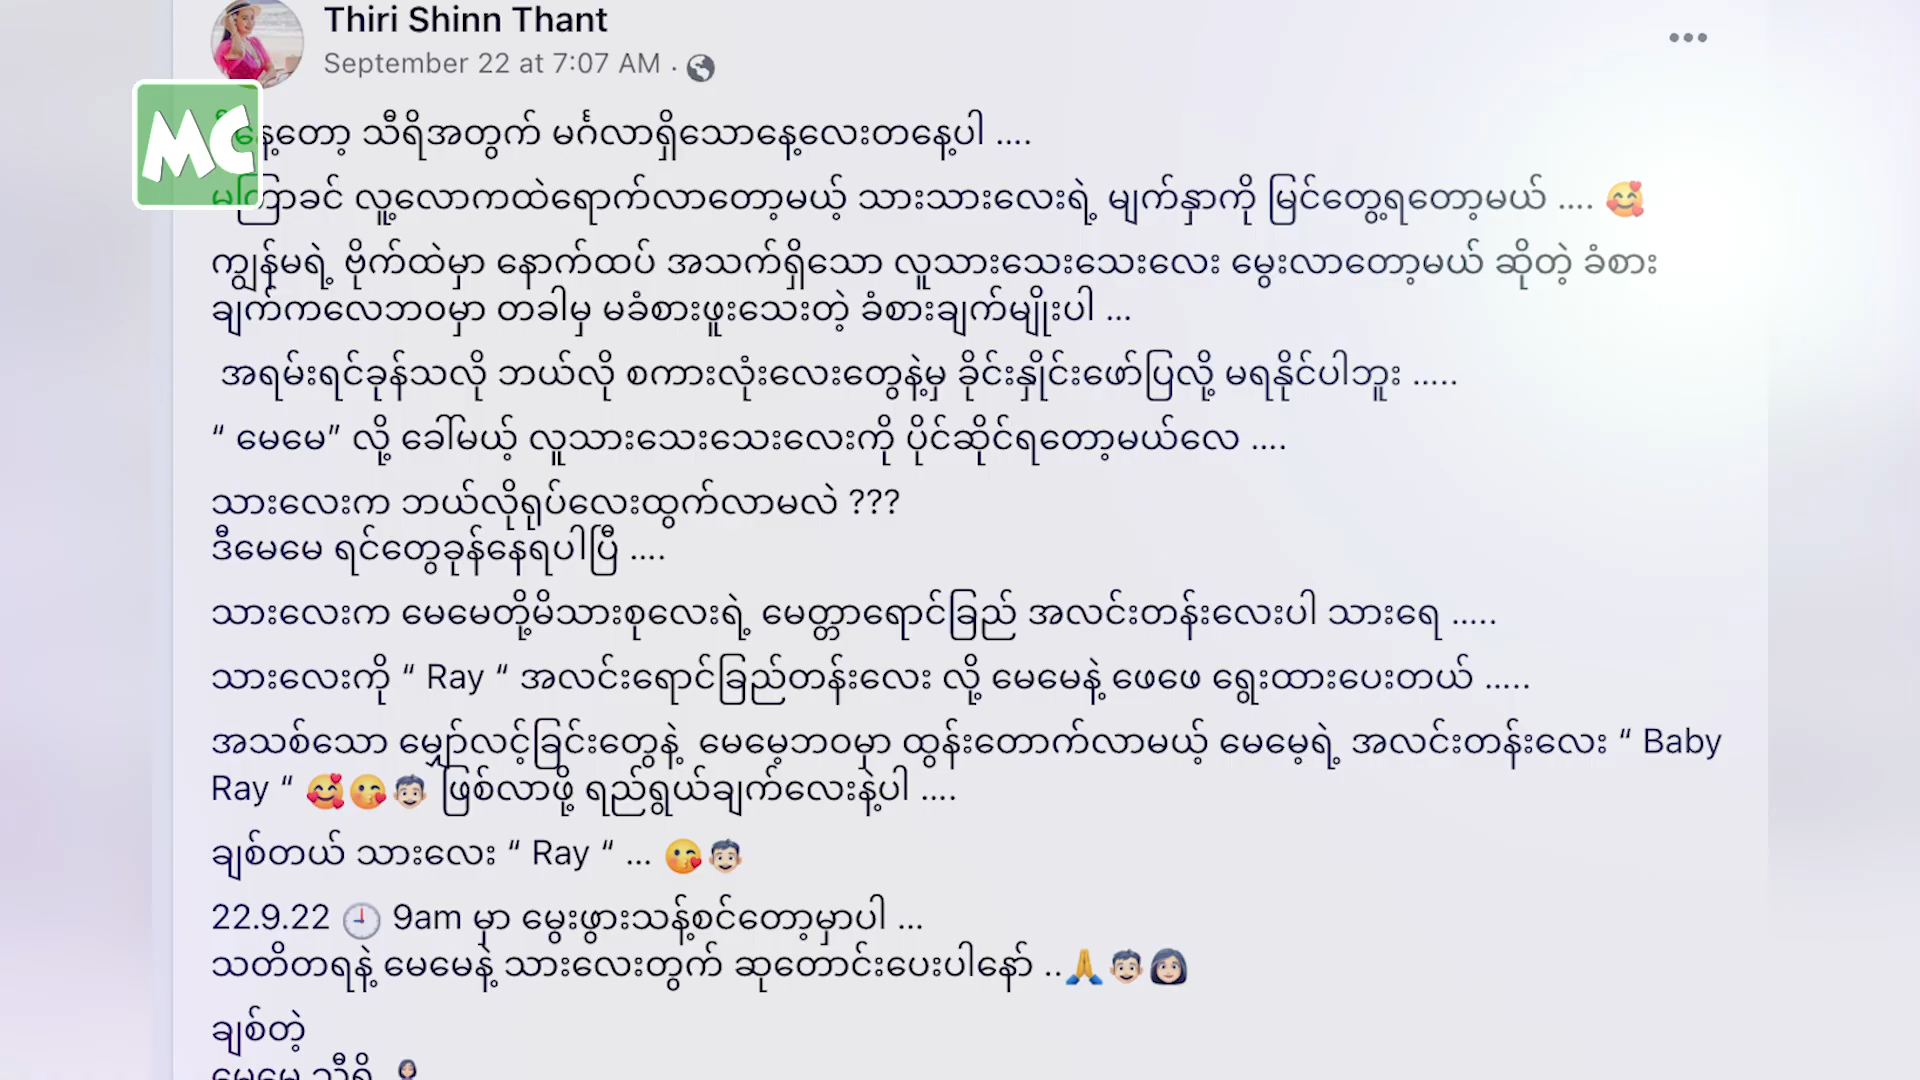 Thiri Shinn Thant
September 22 at 7:07 AM ·
MC
သီရိအတွက် မင်္ဂလာရှိသောနေ့လေးတနေ့ပါ ....
မကြာခင် လူ့လောကထဲရောက်လာတော့မယ့် သားသားလေးရဲ့ မျက်နှာကို မြင်တွေ့ရတော့မယ် .... 🥰
ကျွန်မရဲ့ ဗိုက်ထဲမှာ နောက်ထပ် အသက်ရှိသော လူသားသေးသေးလေး မွေးလာတော့မယ် ဆိုတဲ့ ခံစား
ချက်ကလေဘဝမှာ တခါမှ မခံစားဖူးသေးတဲ့ ခံစားချက်မျိုးပါ ...
အရမ်းရင်ခုန်သလို ဘယ်လို စကားလုံးလေးတွေနဲ့မှ ခိုင်းနှိုင်းဖော်ပြလို့ မရနိုင်ပါဘူး .....
“ မေမေ” လို့ ခေါ်မယ့် လူသားသေးသေးလေးကို ပိုင်ဆိုင်ရတော့မယ်လေ ....
သားလေးက ဘယ်လိုရုပ်လေးထွက်လာမလဲ ???
ဒီမေမေ ရင်တွေခုန်နေရပါပြီ ....
သားလေးက မေမေတို့မိသားစုလေးရဲ့ မေတ္တာရောင်ခြည် အလင်းတန်းလေးပါ သားရေ .....
သားလေးကို “ Ray “ အလင်းရောင်ခြည်တန်းလေး လို့ မေမေနဲ့ ဖေဖေ ရွေးထားပေးတယ် .....
အသစ်သော မျှော်လင့်ခြင်းတွေနဲ့ မေမေ့ဘဝမှာ ထွန်းတောက်လာမယ့် မေမေ့ရဲ့ အလင်းတန်းလေး “ Baby
Ray “ 🥰😘👦🏻 ဖြစ်လာဖို့ ရည်ရွယ်ချက်လေးနဲ့ပါ ....
ချစ်တယ် သားလေး “ Ray “ ... 😘👦🏻
22.9.22 🕘 9am မှာ မွေးဖွားသန့်စင်တော့မှာပါ ...
သတိတရနဲ့ မေမေနဲ့ သားလေးတွက် ဆုတောင်းပေးပါနော် ..🙏👦🏻👩🏻
ချစ်တဲ့
မေမေ သီရိ